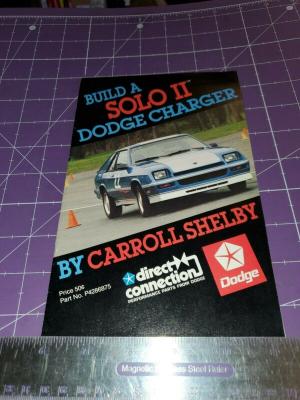 BUILD A
SOLO II
DODGE CHARGER
BY CARROLL SHELBY
Price 50¢
Part No. P4286875
direct
connection
PERFORMANCE PARTS FROM DODGE
Dodge
Magnetic Stainless Steel Ruler